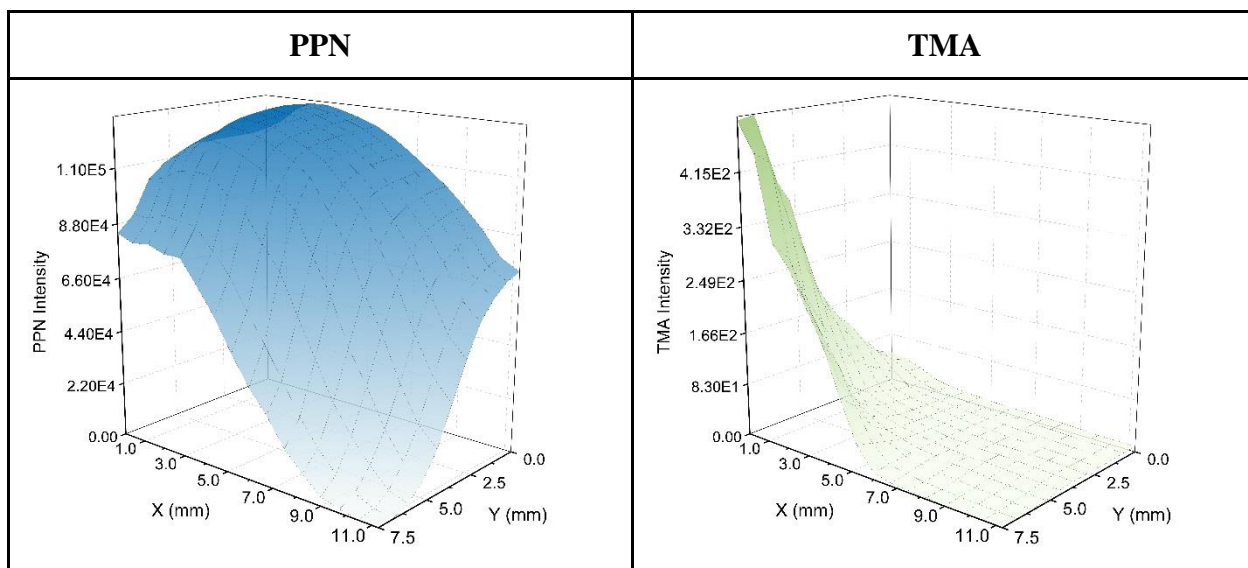 PPN
TMA
1.10E5
8.80E4
6.60E4
4.40E4
2.20E4
0.00
PPN Intensity
1.0
3.0
5.0
7.0
9.0
11.0
X (mm)
0.0
2.5
5.0
7.5
Y (mm)
4.15E2
3.32E2
2.49E2
1.66E2
8.30E1
0.00
TMA Intensity
1.0
3.0
5.0
7.0
9.0
11.0
X (mm)
0.0
2.5
5.0
7.5
Y (mm)